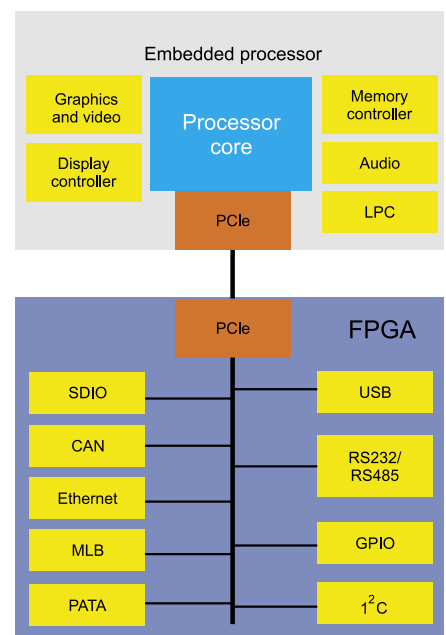 Embedded processor
Graphics
and video
Display
controller
Processor
core
Memory
controller
Audio
LPC
PCIe
PCIe
FPGA
SDIO
CAN
Ethernet
MLB
PATA
USB
RS232/
RS485
GPIO
1²C